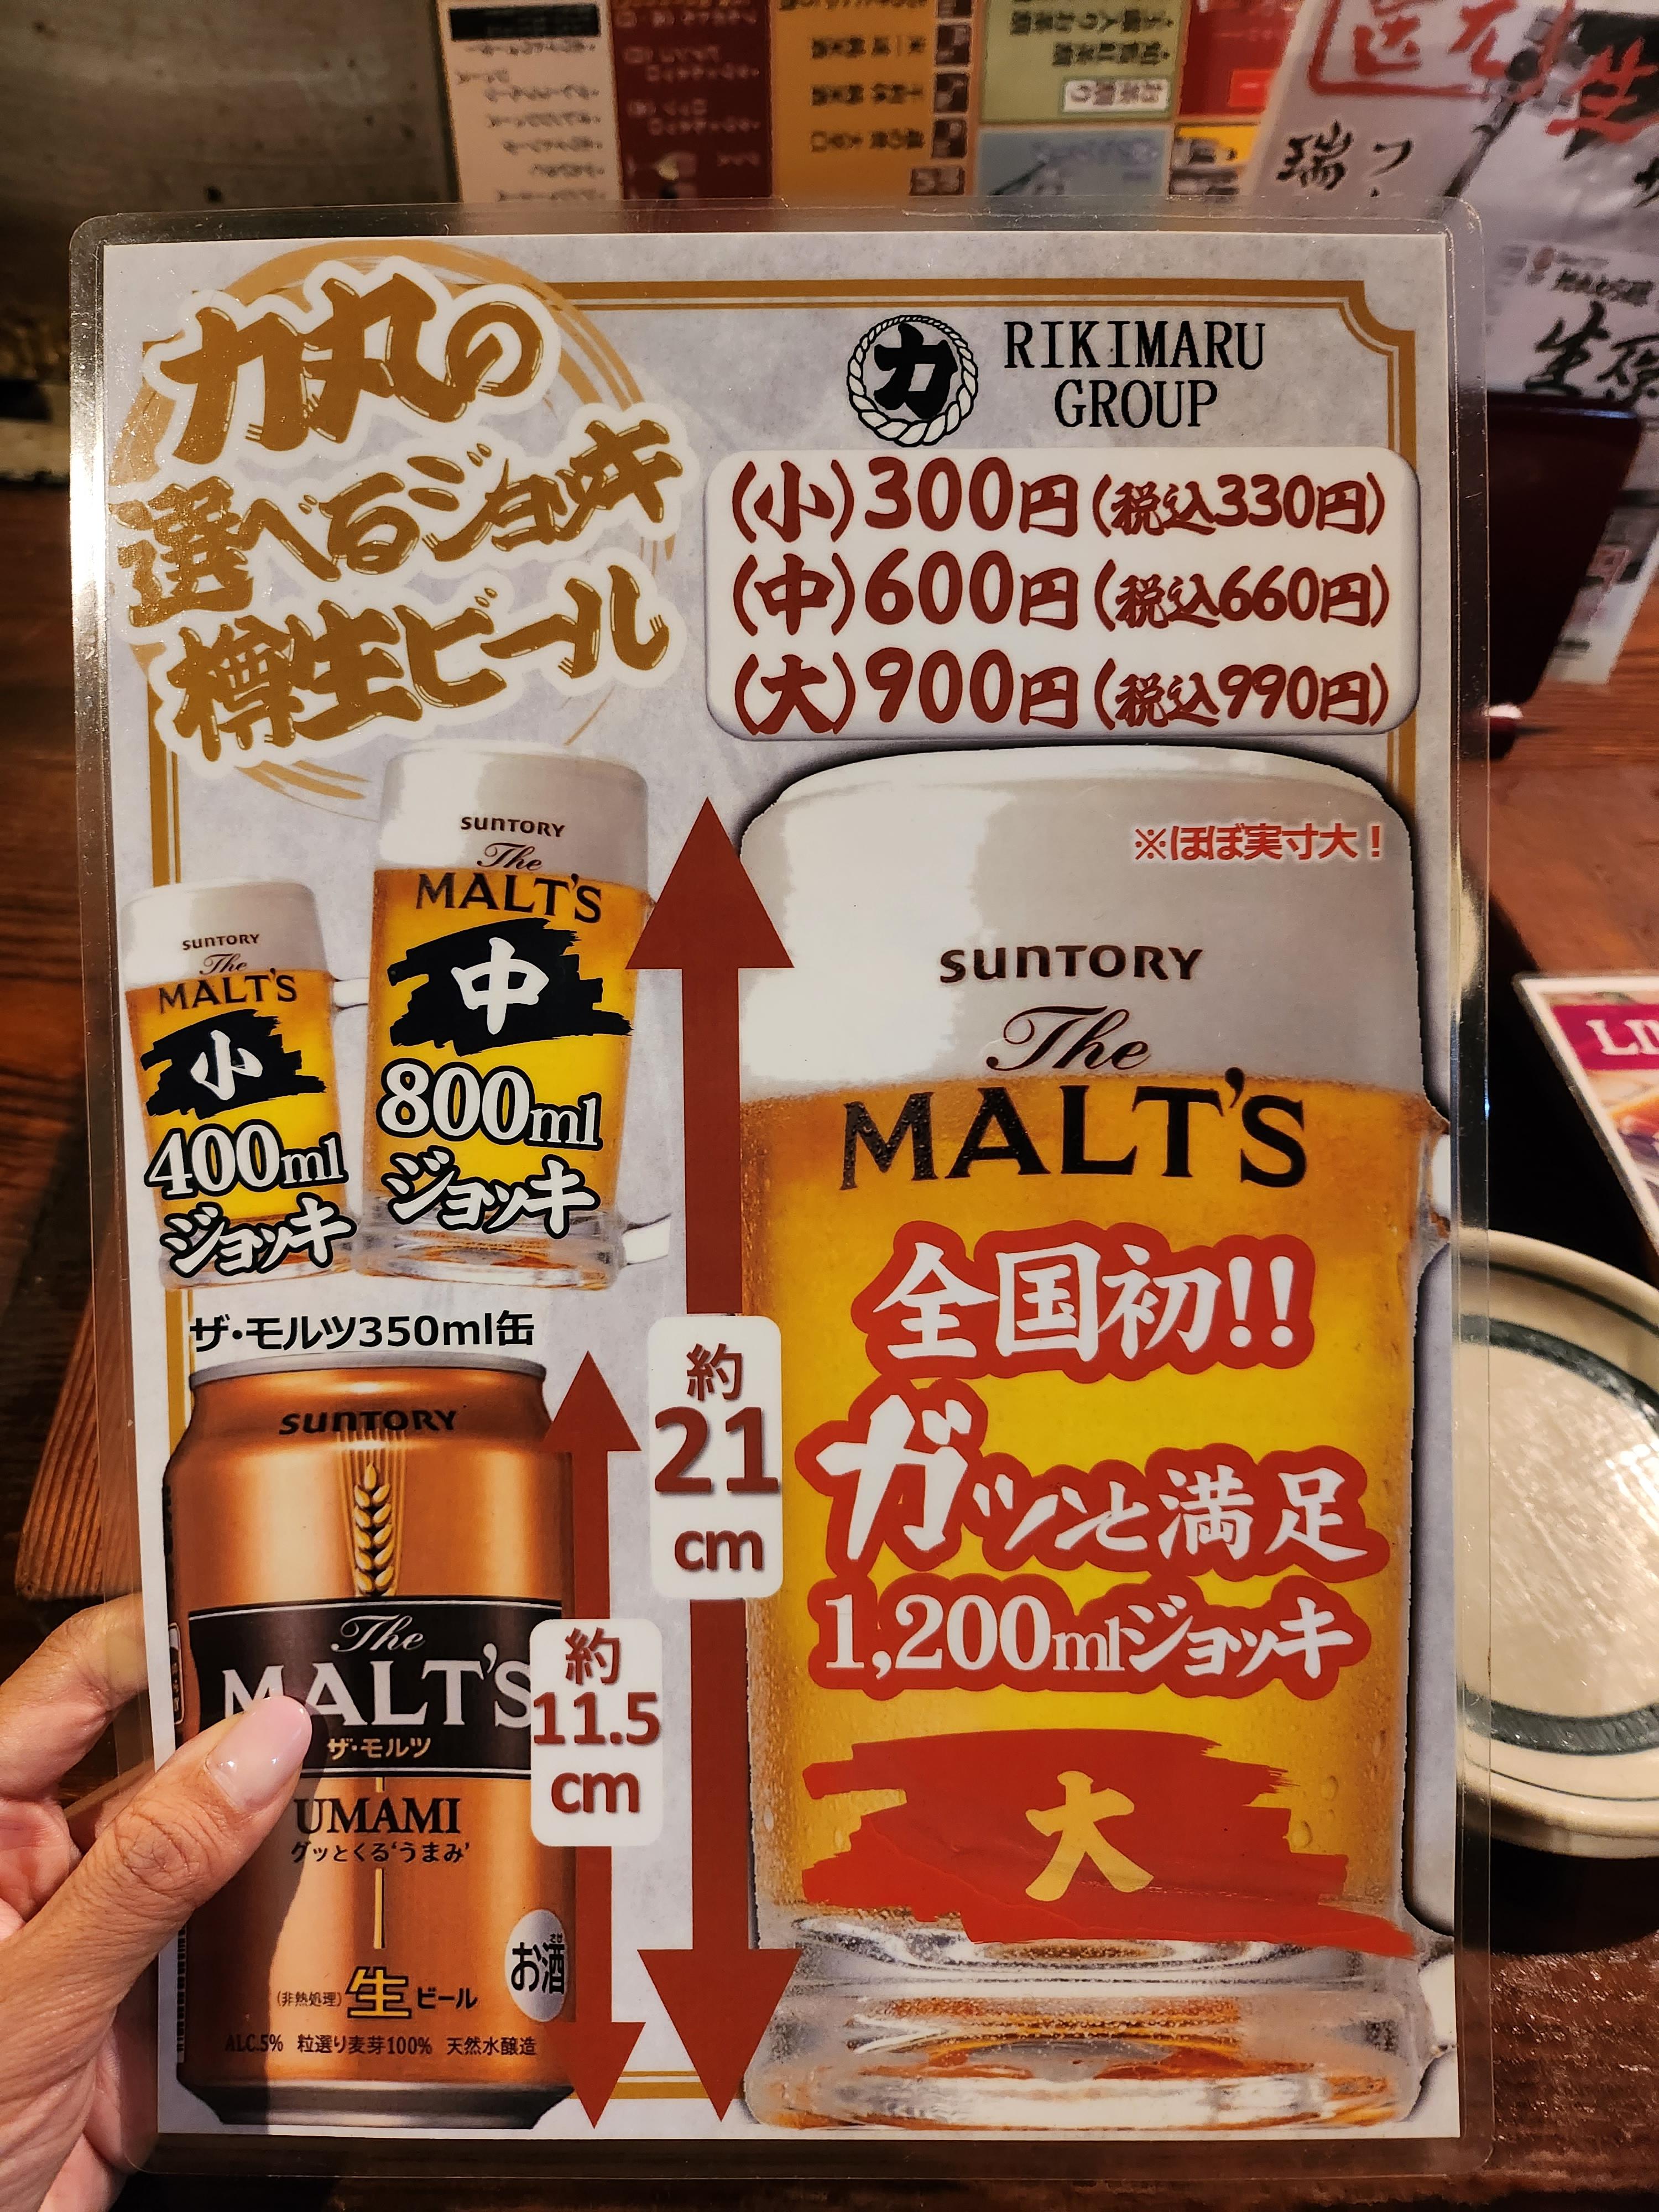 力丸の
選べるジョッキ
樽生ビール
力
RIKIMARU
GROUP
(小)300円(税込330円)
(中)600円(税込660円)
(大)900円(税込990円)
※ほぼ実寸大!
SUNTORY
The
MALT'S
小
400ml
ジョッキ
SUNTORY
The
MALT'S
中
800ml
ジョッキ
SUNTORY
The
MALT'S
全国初!!
ガツンと満足
1,200mlジョッキ
大
約
21
cm
ザ・モルツ350ml缶
SUNTORY
The
MALT'S
ザ・モルツ
UMAMI
グッとくる'うまみ'
お酒
(非熱処理)生ビール
ALC.5% 粒選り麦芽100% 天然水醸造
約
11.5
cm